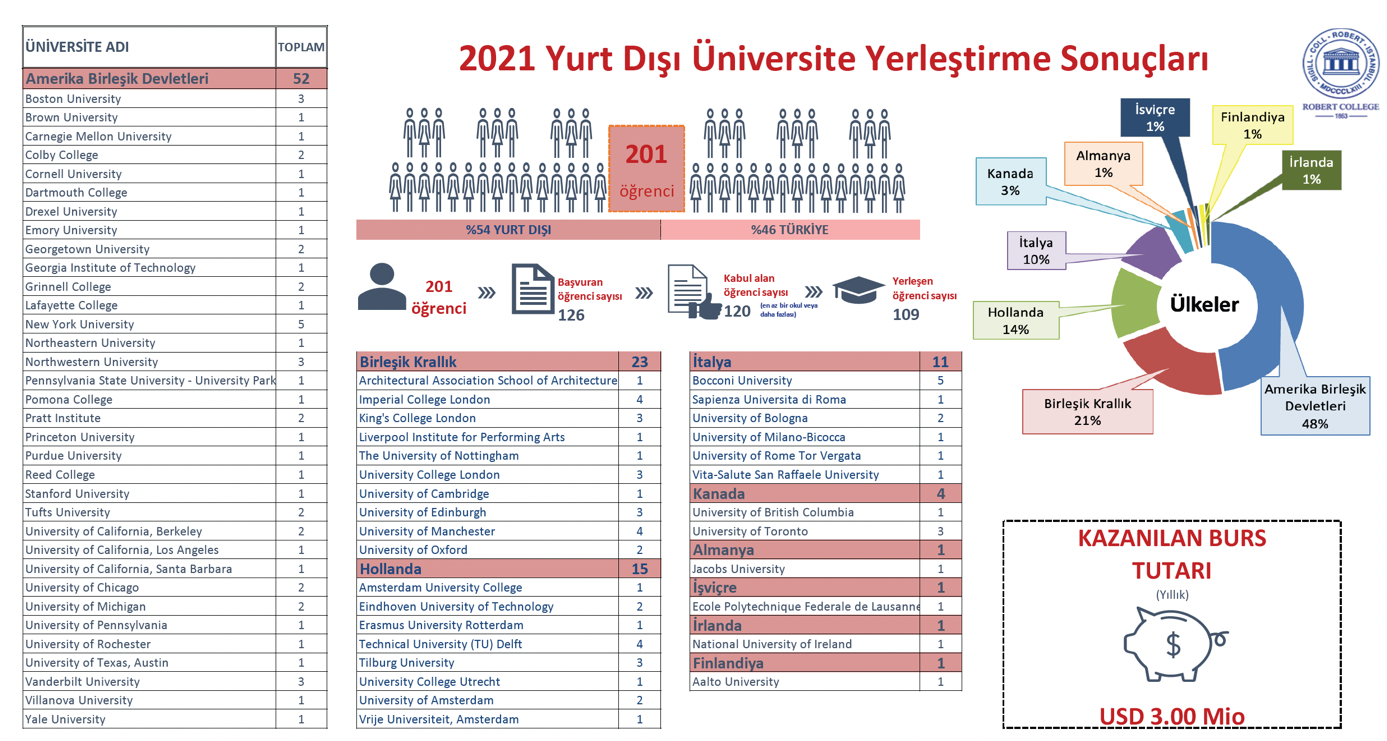 ÜNİVERSİTE ADI TOPLAM
Amerika Birleşik Devletleri 52
Boston University 3
Brown University 1
Carnegie Mellon University 1
Colby College 2
Cornell University 1
Dartmouth College 1
Drexel University 1
Emory University 1
Georgetown University 2
Georgia Institute of Technology 1
Grinnell College 2
Lafayette College 1
New York University 5
Northeastern University 1
Northwestern University 3
Pennsylvania State University - University Park 1
Pomona College 1
Pratt Institute 2
Princeton University 1
Purdue University 1
Reed College 1
Stanford University 1
Tufts University 2
University of California, Berkeley 2
University of California, Los Angeles 1
University of California, Santa Barbara 1
University of Chicago 2
University of Michigan 2
University of Pennsylvania 1
University of Rochester 1
University of Texas, Austin 1
Vanderbilt University 3
Villanova University 1
Yale University 1
2021 Yurt Dışı Üniversite Yerleştirme Sonuçları
SIGILL · COLL · ROBERT · ISTANBUL · MDCCCLXIII
ROBERT COLLEGE
1863
201
öğrenci
%54 YURT DIŞI %46 TÜRKİYE
201
öğrenci
Başvuran
öğrenci sayısı
126
Kabul alan
öğrenci sayısı
120 (en az bir okul veya
daha fazlası)
Yerleşen
öğrenci sayısı
109
Birleşik Krallık 23
Architectural Association School of Architecture 1
Imperial College London 4
King's College London 3
Liverpool Institute for Performing Arts 1
The University of Nottingham 1
University College London 3
University of Cambridge 1
University of Edinburgh 3
University of Manchester 4
University of Oxford 2
Hollanda 15
Amsterdam University College 1
Eindhoven University of Technology 2
Erasmus University Rotterdam 1
Technical University (TU) Delft 4
Tilburg University 3
University College Utrecht 1
University of Amsterdam 2
Vrije Universiteit, Amsterdam 1
İtalya 11
Bocconi University 5
Sapienza Universita di Roma 1
University of Bologna 2
University of Milano-Bicocca 1
University of Rome Tor Vergata 1
Vita-Salute San Raffaele University 1
Kanada 4
University of British Columbia 1
University of Toronto 3
Almanya 1
Jacobs University 1
İşviçre 1
Ecole Polytechnique Federale de Lausanne 1
İrlanda 1
National University of Ireland 1
Finlandiya 1
Aalto University 1
İsviçre
1%
Finlandiya
1%
Almanya
1%
İrlanda
1%
Kanada
3%
İtalya
10%
Hollanda
14%
Ülkeler
Birleşik Krallık
21%
Amerika Birleşik
Devletleri
48%
KAZANILAN BURS
TUTARI
(Yıllık)
$
USD 3.00 Mio